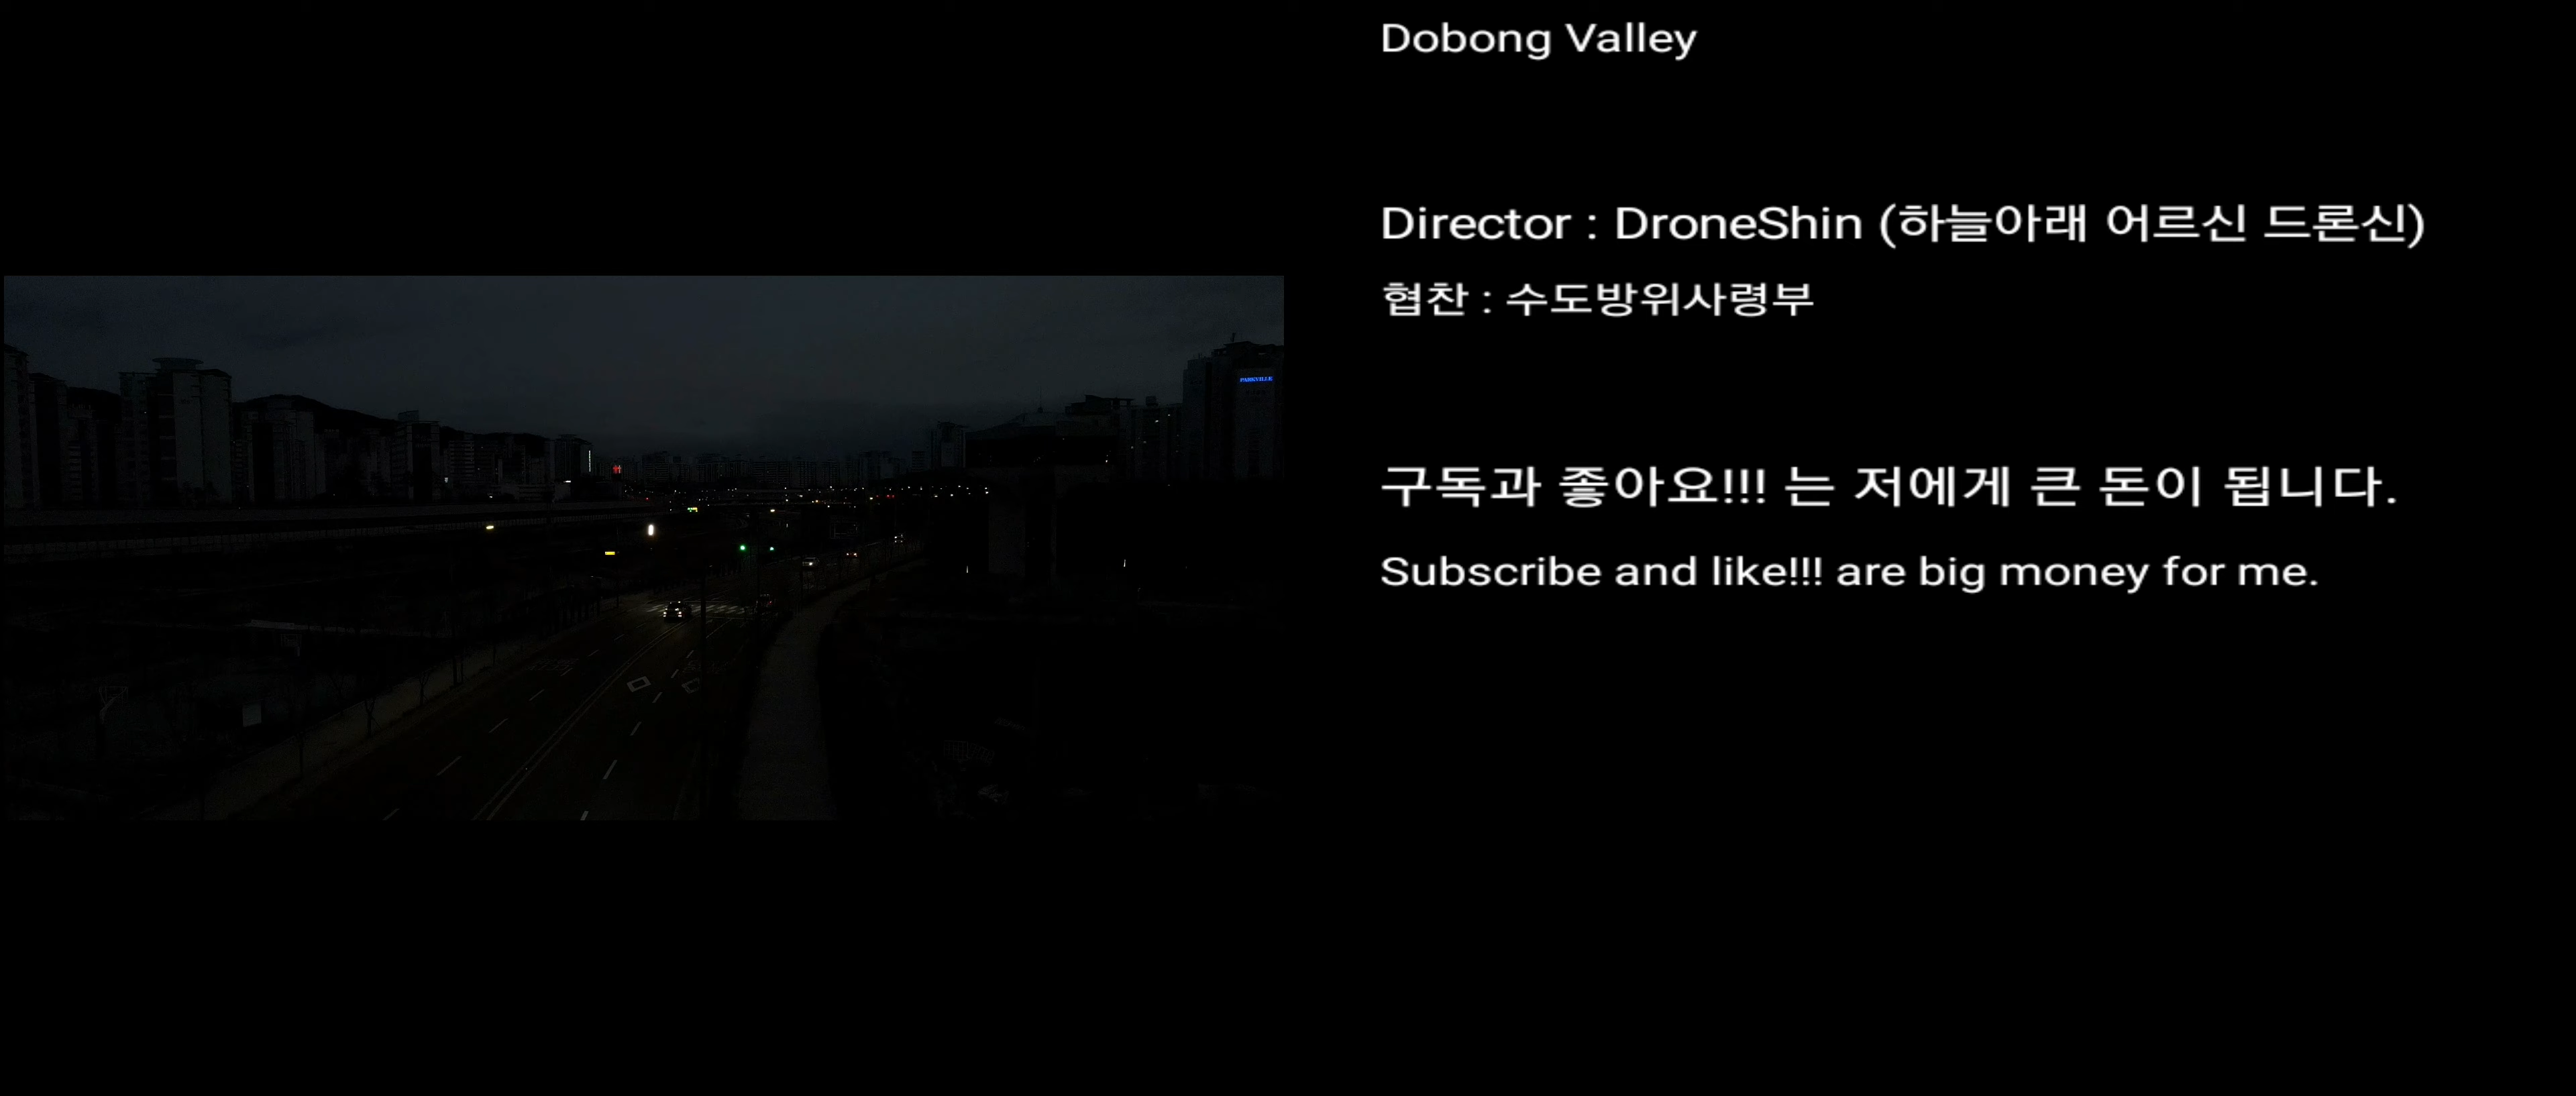 Dobong Valley
Director : DroneShin (하늘아래 어르신 드론신)
협찬 : 수도방위사령부
구독과 좋아요!!! 는 저에게 큰 돈이 됩니다.
Subscribe and like!!! are big money for me.
PARKVILLE